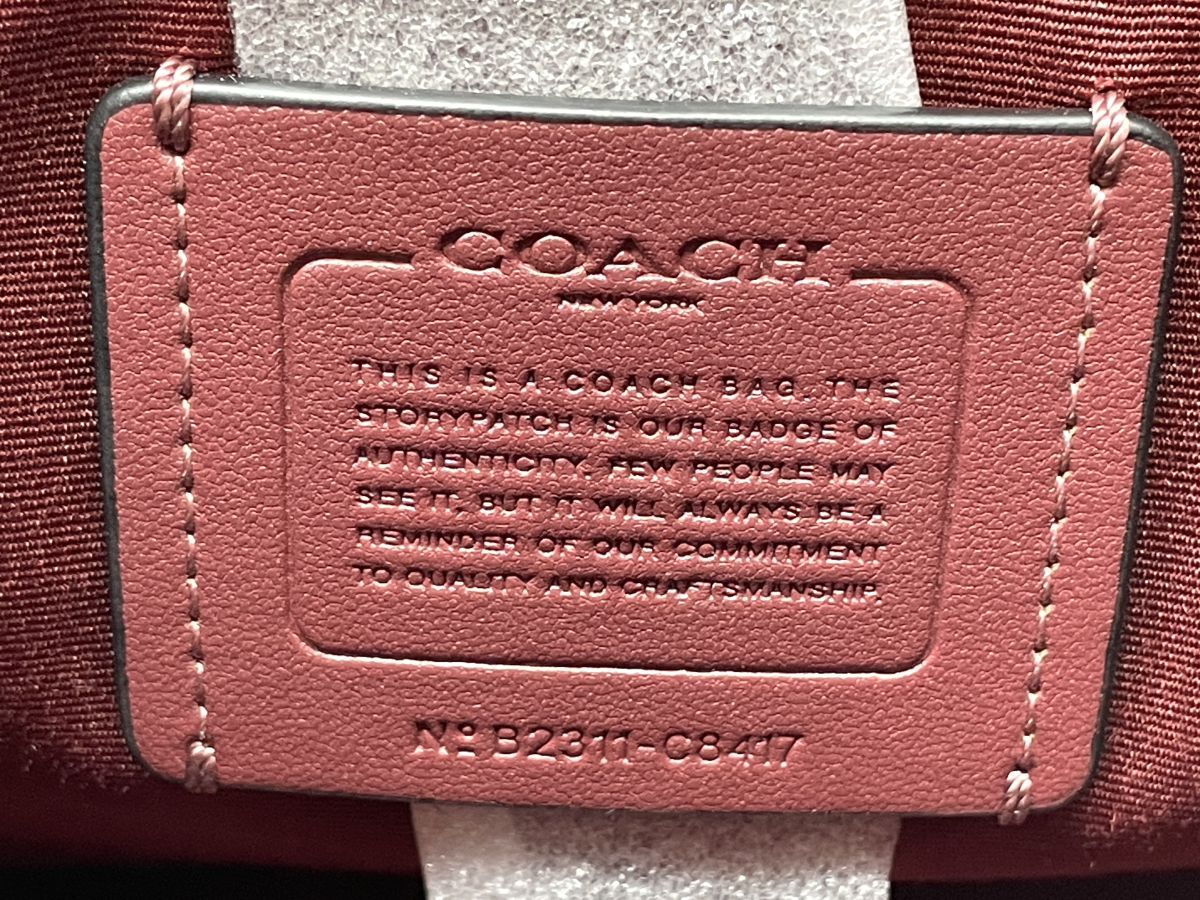 COACH
NEW YORK
THIS IS A COACH BAG. THE
STORYPATCH IS OUR BADGE OF
AUTHENTICITY. FEW PEOPLE MAY
SEE IT, BUT IT WILL ALWAYS BE A
REMINDER OF OUR COMMITMENT
TO QUALITY AND CRAFTSMANSHIP.
Nº B2311-C8417